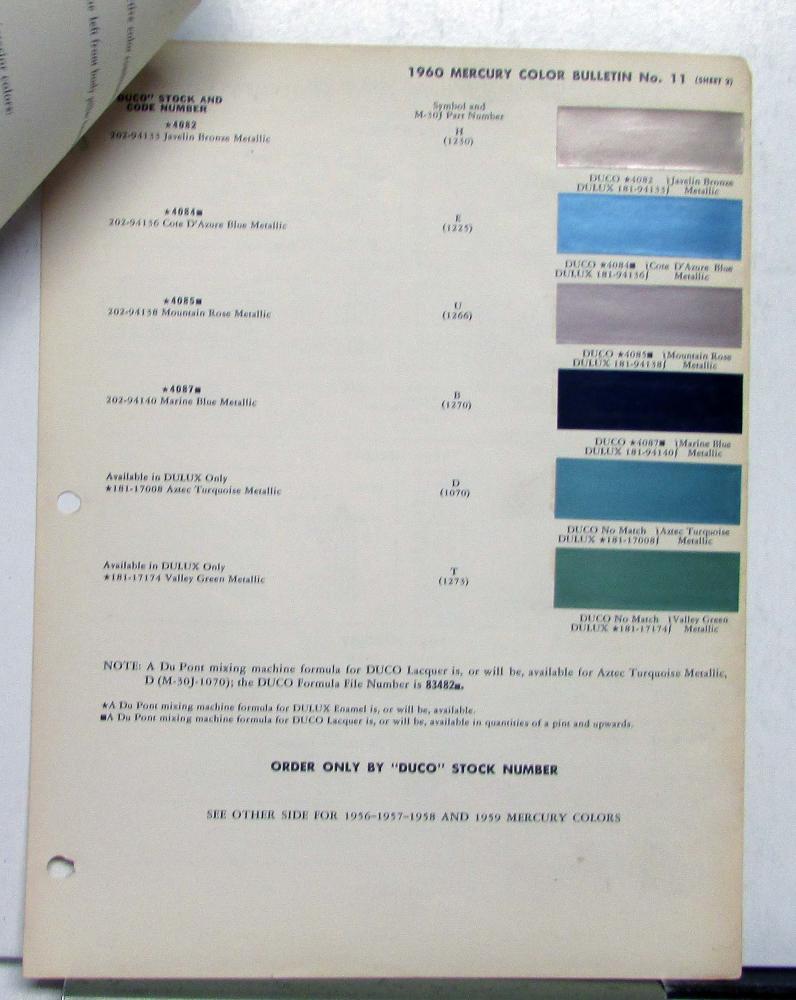 1960 MERCURY COLOR BULLETIN No. 11 (SHEET 2)
"DUCO" STOCK AND
CODE NUMBER
Symbol and
M-30J Part Number
★4082
202-94133 Javelin Bronze Metallic
H
(1230)
DUCO ★4082 } Javelin Bronze
DULUX 181-94133 } Metallic
★4084■
202-94136 Cote D'Azure Blue Metallic
E
(1225)
DUCO ★4084■ } Cote D'Azure Blue
DULUX 181-94136 } Metallic
★4085■
202-94138 Mountain Rose Metallic
U
(1266)
DUCO ★4085■ } Mountain Rose
DULUX 181-94138 } Metallic
★4087■
202-94140 Marine Blue Metallic
B
(1270)
DUCO ★4087■ } Marine Blue
DULUX 181-94140 } Metallic
Available in DULUX Only
★181-17008 Aztec Turquoise Metallic
D
(1070)
DUCO No Match } Aztec Turquoise
DULUX ★181-17008 } Metallic
Available in DULUX Only
★181-17174 Valley Green Metallic
T
(1273)
DUCO No Match } Valley Green
DULUX ★181-17174 } Metallic
NOTE: A Du Pont mixing machine formula for DUCO Lacquer is, or will be, available for Aztec Turquoise Metallic,
D (M-30J-1070); the DUCO Formula File Number is 83482■.
★A Du Pont mixing machine formula for DULUX Enamel is, or will be, available.
■A Du Pont mixing machine formula for DUCO Lacquer is, or will be, available in quantities of a pint and upwards.
ORDER ONLY BY "DUCO" STOCK NUMBER
SEE OTHER SIDE FOR 1956-1957-1958 AND 1959 MERCURY COLORS